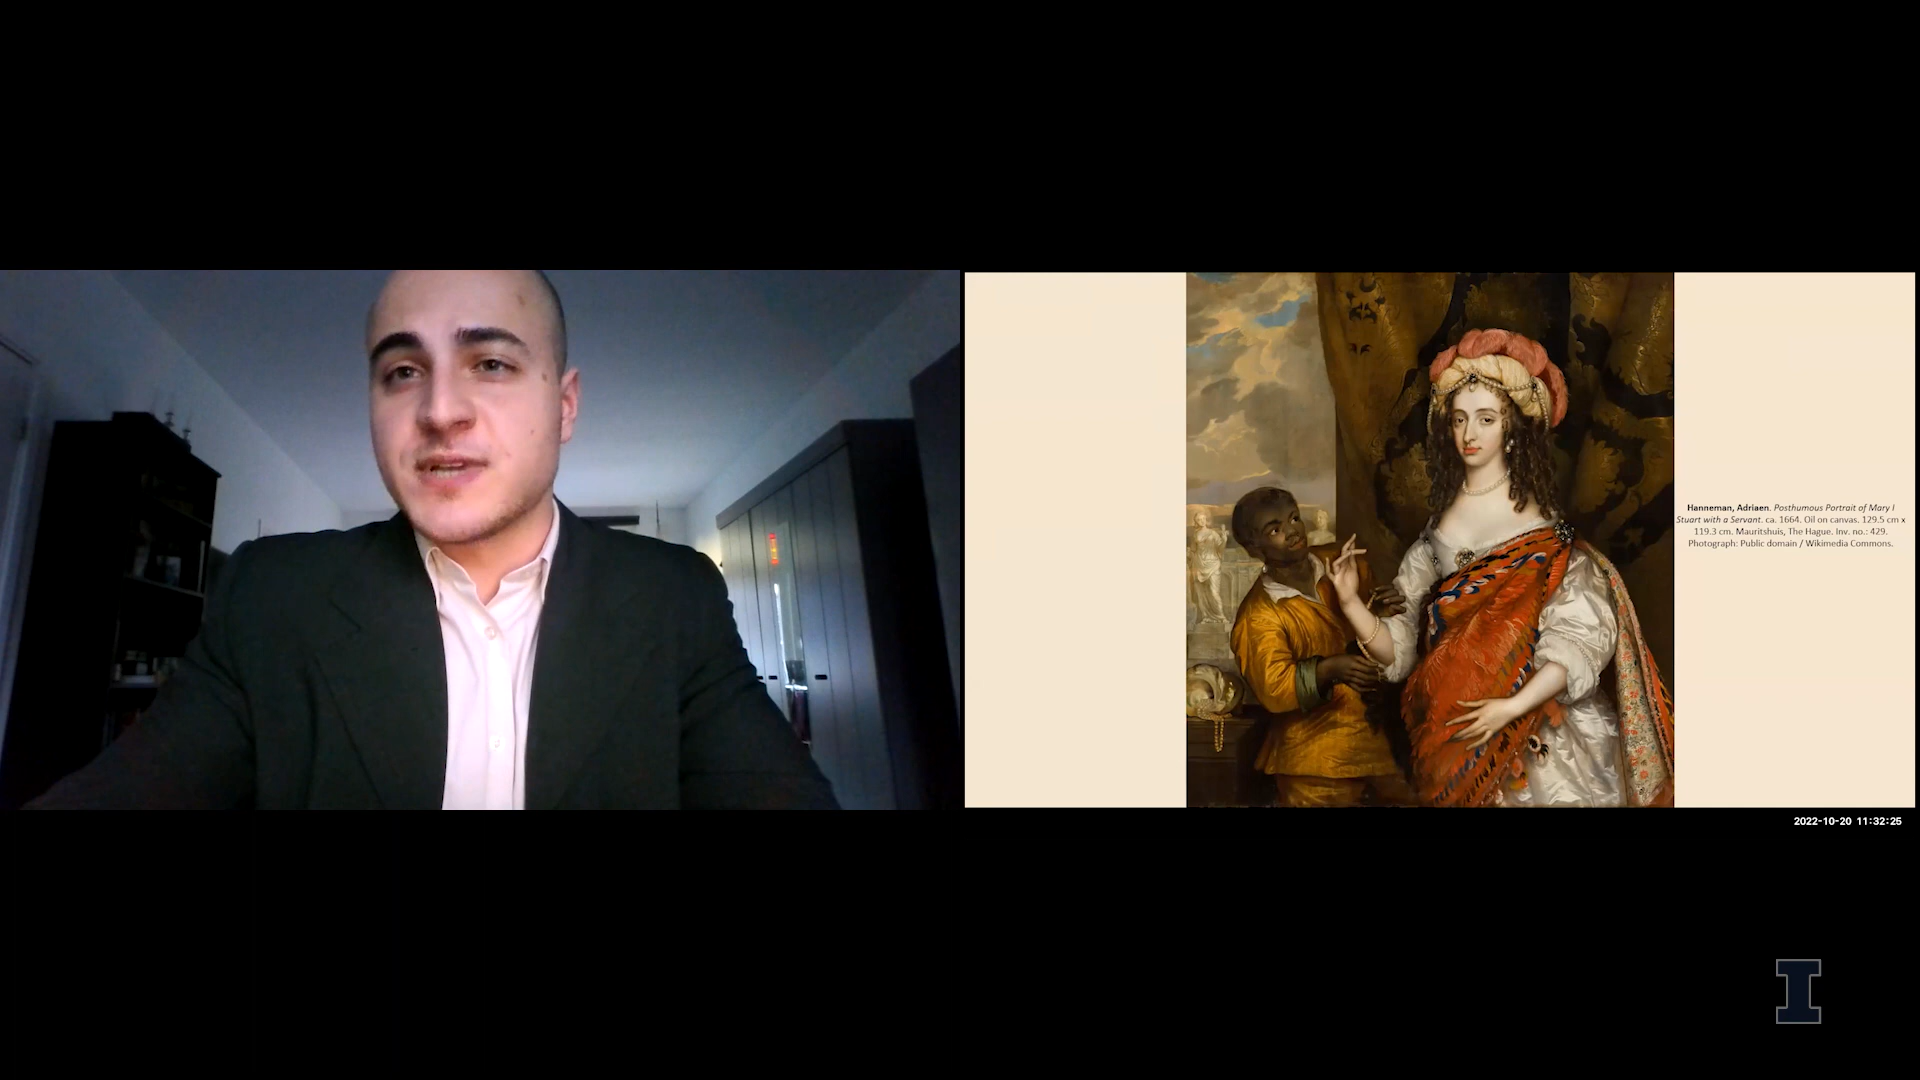 Hanneman, Adriaen. Posthumous Portrait of Mary I
Stuart with a Servant. ca. 1664. Oil on canvas. 129.5 cm x
119.3 cm. Mauritshuis, The Hague. Inv. no.: 429.
Photograph: Public domain / Wikimedia Commons.
2022-10-20 11:32:25
I